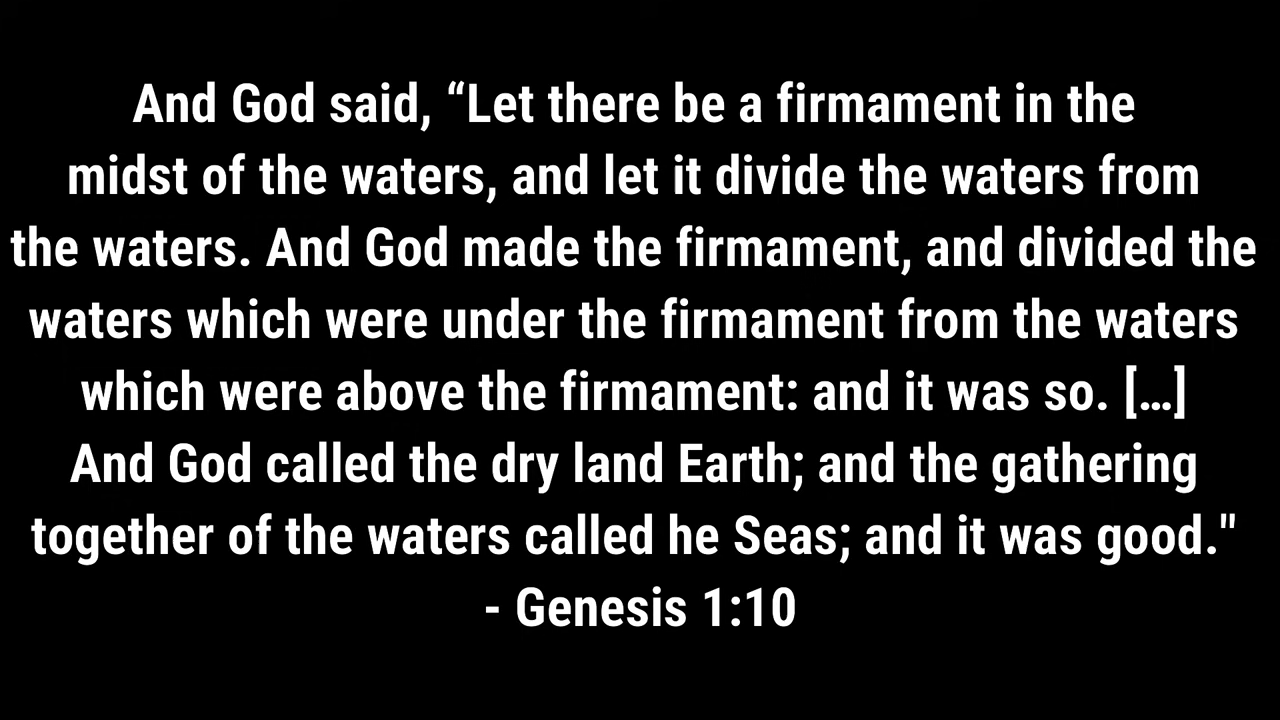 And God said, “Let there be a firmament in the
midst of the waters, and let it divide the waters from
the waters. And God made the firmament, and divided the
waters which were under the firmament from the waters
which were above the firmament: and it was so. […]
And God called the dry land Earth; and the gathering
together of the waters called he Seas; and it was good."
- Genesis 1:10